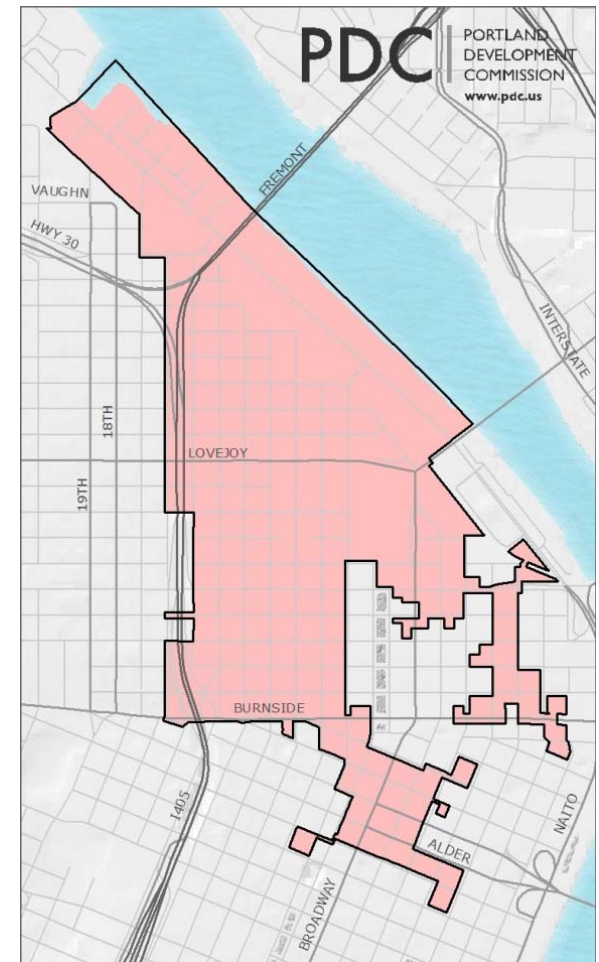 PDC
PORTLAND
DEVELOPMENT
COMMISSION
www.pdc.us
FREMONT
VAUGHN
HWY 30
INTERSTATE
18TH
19TH
LOVEJOY
BURNSIDE
I405
NAITO
ALDER
BROADWAY